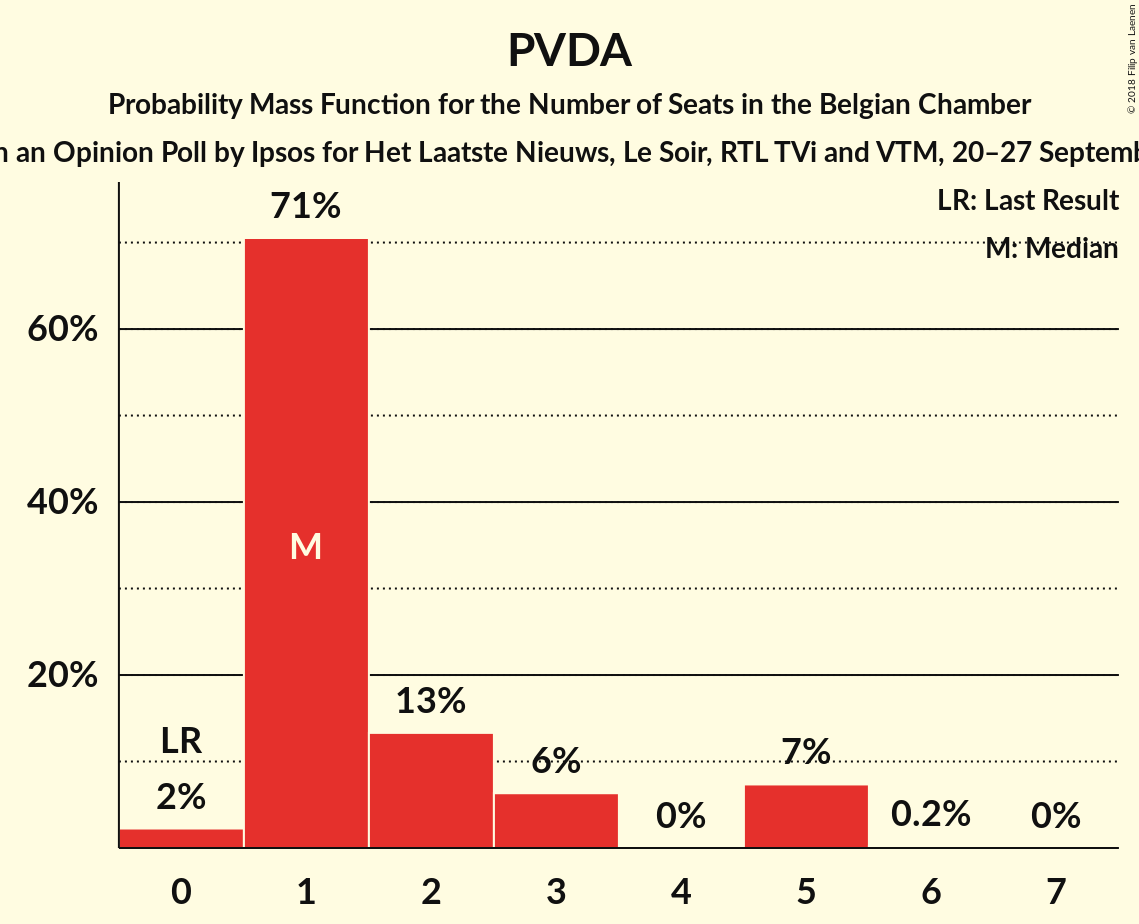 PVDA
Probability Mass Function for the Number of Seats in the Belgian Chamber
an Opinion Poll by Ipsos for Het Laatste Nieuws, Le Soir, RTL TVi and VTM, 20–27
© 2018 Filip van Laenen
LR: Last Result
M: Median
71%
60%
40%
M
20%
13%
LR
6%
7%
2%
0%
0.2%
0%
0 1 2 3 4 5 6 7